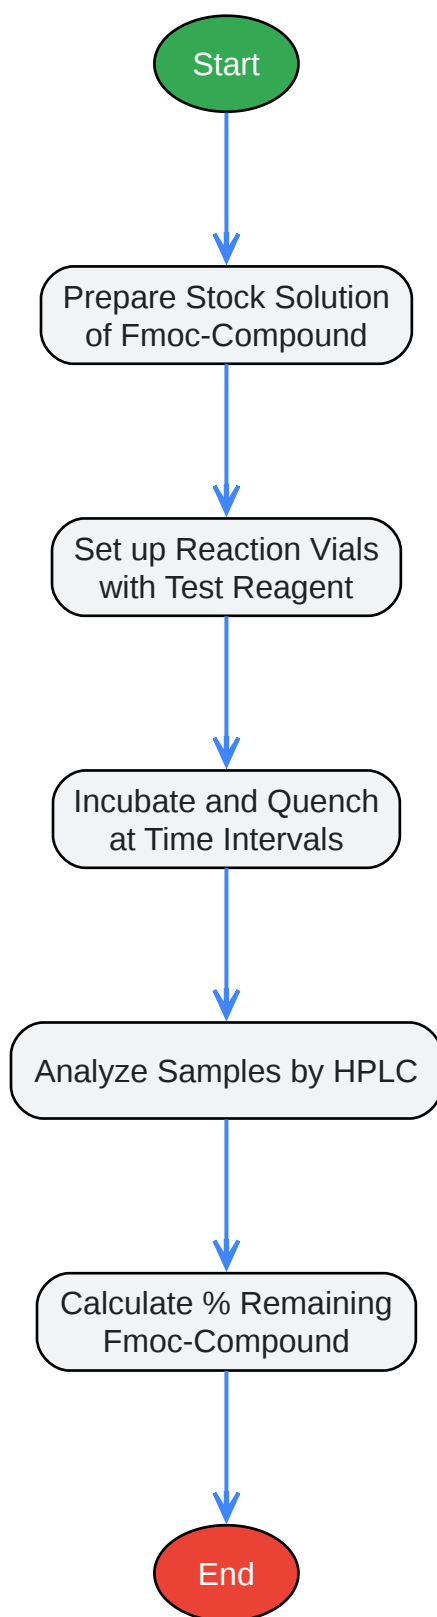 Start
Prepare Stock Solution
of Fmoc-Compound
Set up Reaction Vials
with Test Reagent
Incubate and Quench
at Time Intervals
Analyze Samples by HPLC
Calculate % Remaining
Fmoc-Compound
End